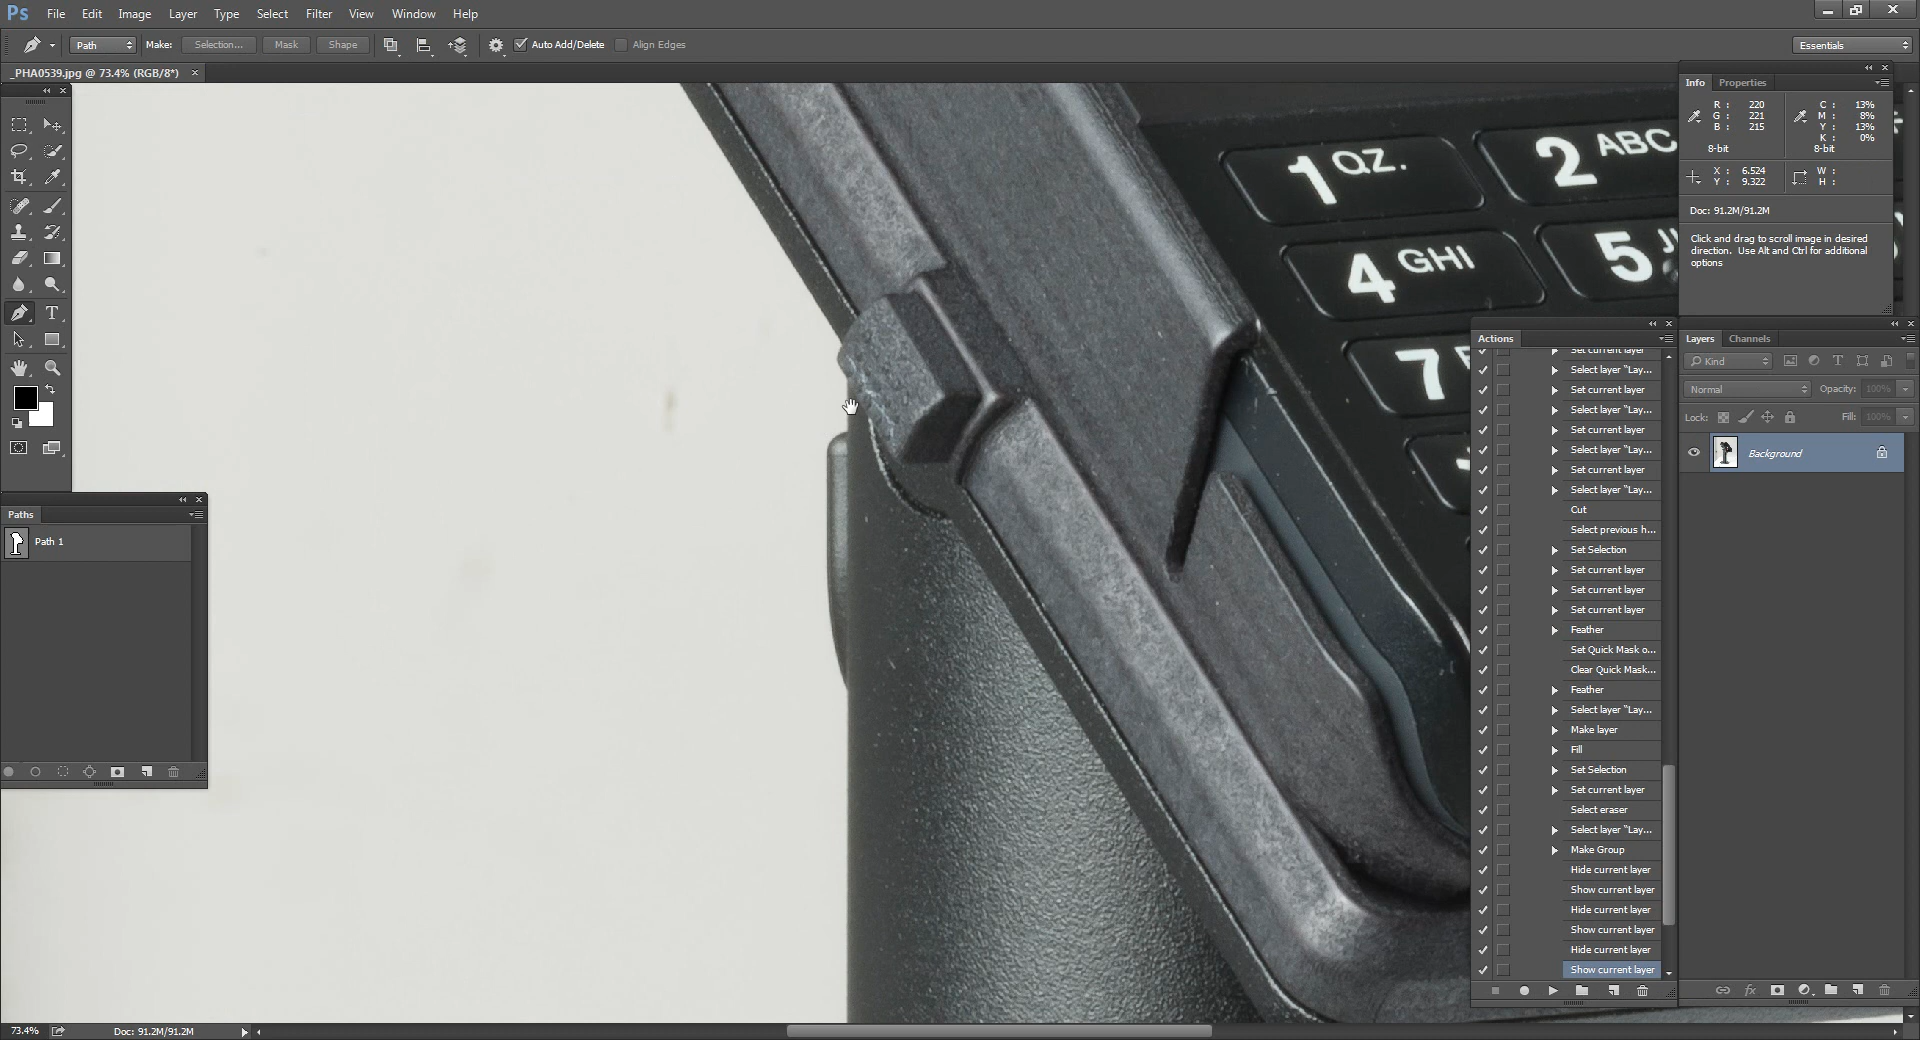 Ps File Edit Image Layer Type Select Filter View Window Help
Path Make: Selection... Mask Shape Auto Add/Delete Align Edges Essentials
_PHA0539.jpg @ 73.4% (RGB/8*) ×
Info Properties
R : 220 C : 13%
G : 221 M : 8%
B : 215 Y : 13%
K : 0%
8-bit 8-bit
X : 6.524 W :
Y : 9.322 H :
Doc: 91.2M/91.2M
Click and drag to scroll image in desired
direction. Use Alt and Ctrl for additional
options
1 QZ. 2 ABC
4 GHI 5
7
Actions
Set current layer
Select layer "Lay...
Set current layer
Select layer "Lay...
Set current layer
Select layer "Lay...
Set current layer
Select layer "Lay...
Cut
Select previous h...
Set Selection
Set current layer
Set current layer
Set current layer
Feather
Set Quick Mask o...
Clear Quick Mask...
Feather
Select layer "Lay...
Make layer
Fill
Set Selection
Set current layer
Select eraser
Select layer "Lay...
Make Group
Hide current layer
Show current layer
Hide current layer
Show current layer
Hide current layer
Show current layer
Layers Channels
Kind
Normal Opacity: 100%
Lock: Fill: 100%
Background
Paths
Path 1
73.4% Doc: 91.2M/91.2M